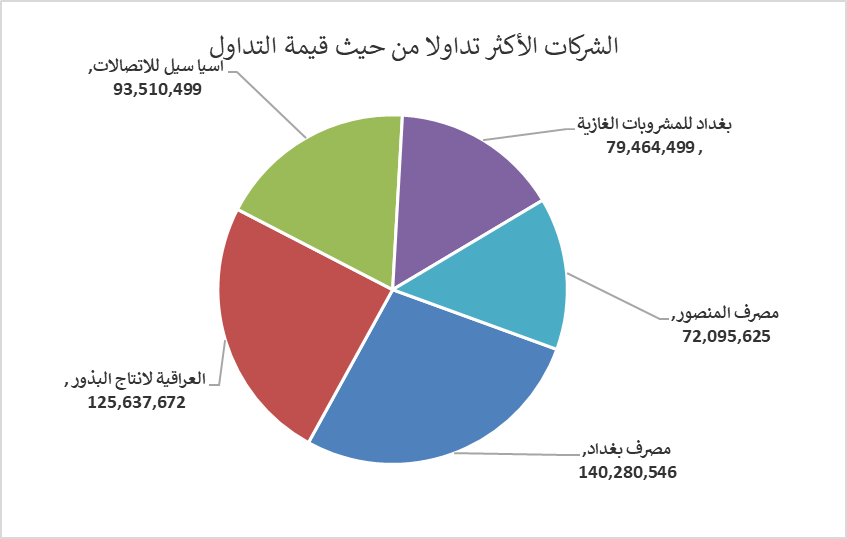 الشركات الأكثر تداولا من حيث قيمة التداول
اسيا سيل للاتصالات,
93,510,499
بغداد للمشروبات الغازية
, 79,464,499
مصرف المنصور,
72,095,625
العراقية لانتاج البذور ,
125,637,672
مصرف بغداد,
140,280,546